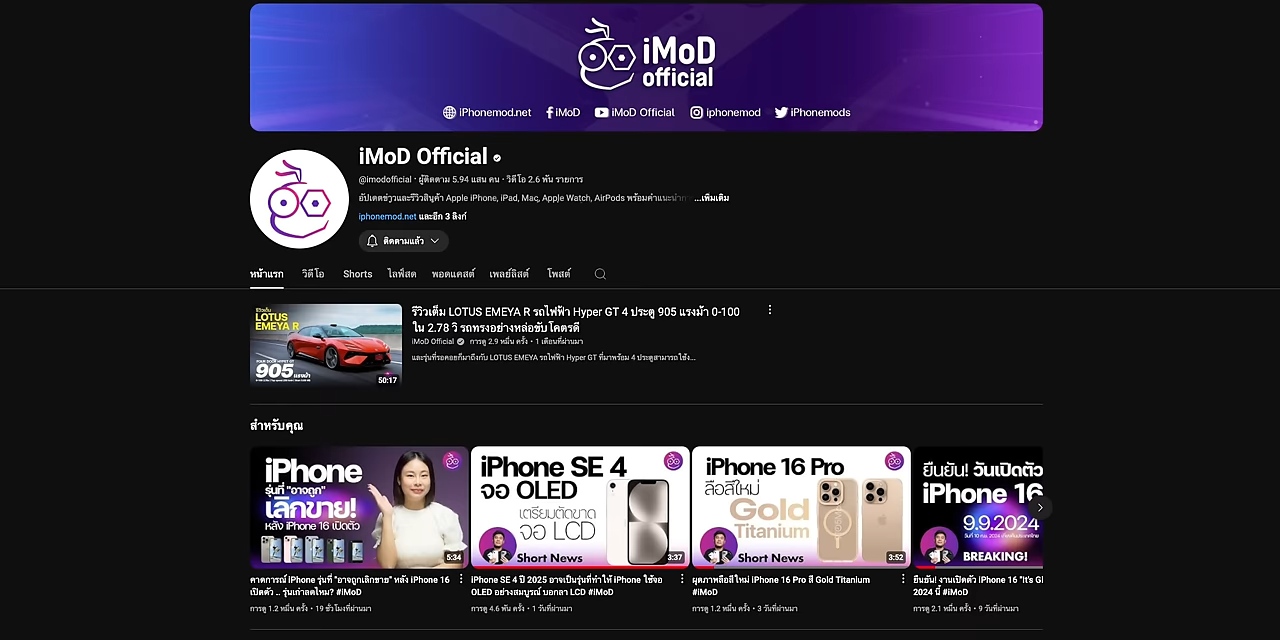 iMoD
official
iPhonemod.net iMoD iMoD Official iphonemod iPhonemods
iMoD Official
@imodofficial · ผู้ติดตาม 5.94 แสน คน · วิดีโอ 2.6 พัน รายการ
อัปเดตข่าวและรีวิวสินค้า Apple iPhone, iPad, Mac, Apple Watch, AirPods พร้อมคำแนะนำ ...เพิ่มเติม
iphonemod.net และอีก 3 ลิงก์
ติดตามแล้ว
หน้าแรก วิดีโอ Shorts ไลฟ์สด พอดแคสต์ เพลย์ลิสต์ โพสต์
รีวิวเต็ม
LOTUS
EMEYA R
FOUR DOOR HYPER GT
905 แรงม้า
50:17
รีวิวเต็ม LOTUS EMEYA R รถไฟฟ้า Hyper GT 4 ประตู 905 แรงม้า 0-100
ใน 2.78 วิ รถทรงอย่างหล่อขับโคตรดี
iMoD Official การดู 2.9 หมื่น ครั้ง · 1 เดือนที่ผ่านมา
และรุ่นที่รอคอยก็มาถึงกับ LOTUS EMEYA รถไฟฟ้า Hyper GT ที่มาพร้อม 4 ประตูสามารถใช้ง...
สำหรับคุณ
iPhone
รุ่นที่ "อาจถูก"
เลิกขาย!
หลัง iPhone 16 เปิดตัว
5:34
คาดการณ์ iPhone รุ่นที่ "อาจถูกเลิกขาย" หลัง iPhone 16
เปิดตัว .. รุ่นเก่าลดไหม? #iMoD
การดู 1.2 หมื่น ครั้ง · 19 ชั่วโมงที่ผ่านมา
iPhone SE 4
จอ OLED
เตรียมตัดขาด
จอ LCD
Short News
3:37
iPhone SE 4 ปี 2025 อาจเป็นรุ่นที่ทำให้ iPhone ใช้จอ
OLED อย่างสมบูรณ์ บอกลา LCD #iMoD
การดู 4.6 พัน ครั้ง · 1 วันที่ผ่านมา
iPhone 16 Pro
ลือสีใหม่
Gold
Titanium
Short News
3:52
ผุดภาพลือสีใหม่ iPhone 16 Pro สี Gold Titanium
#iMoD
การดู 1.2 หมื่น ครั้ง · 3 วันที่ผ่านมา
ยืนยัน! วันเปิดตัว
iPhone 16
9.9.2024
BREAKING!
ยืนยัน! งานเปิดตัว iPhone 16 "It's Gl
2024 นี้ #iMoD
การดู 2.1 หมื่น ครั้ง · 9 วันที่ผ่านมา